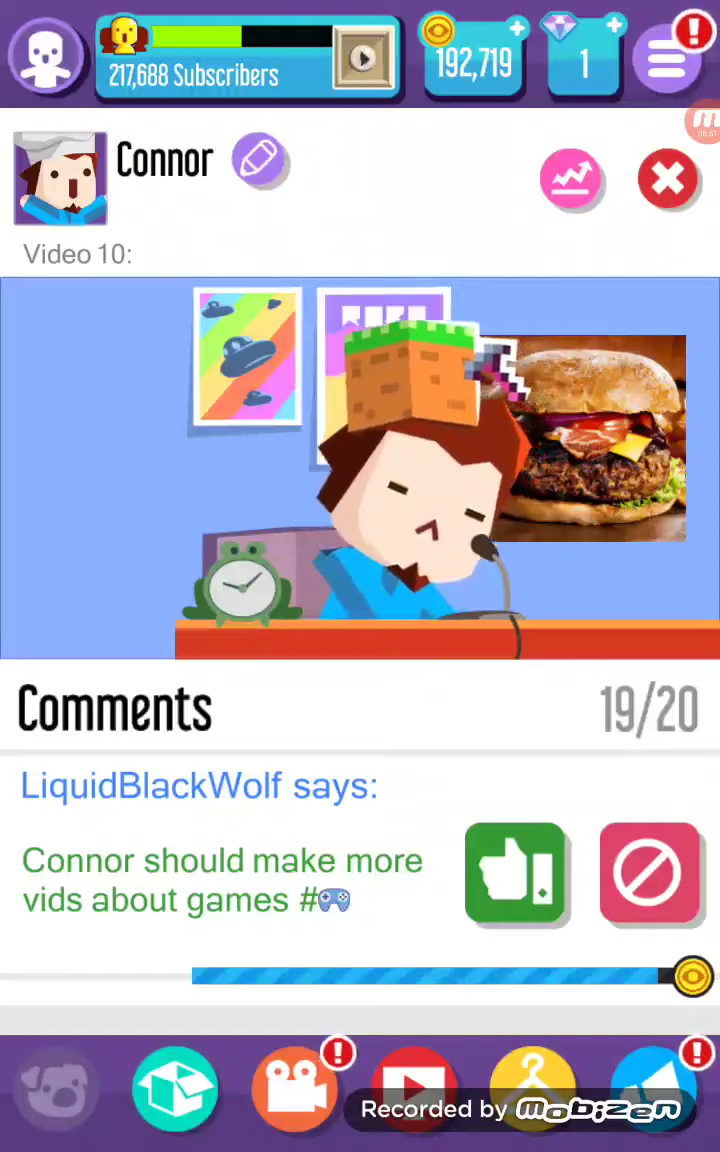 217,688 Subscribers
192,719
1
Connor
Video 10:
Comments
19/20
LiquidBlackWolf says:
Connor should make more
vids about games #🎮
Recorded by mobizen